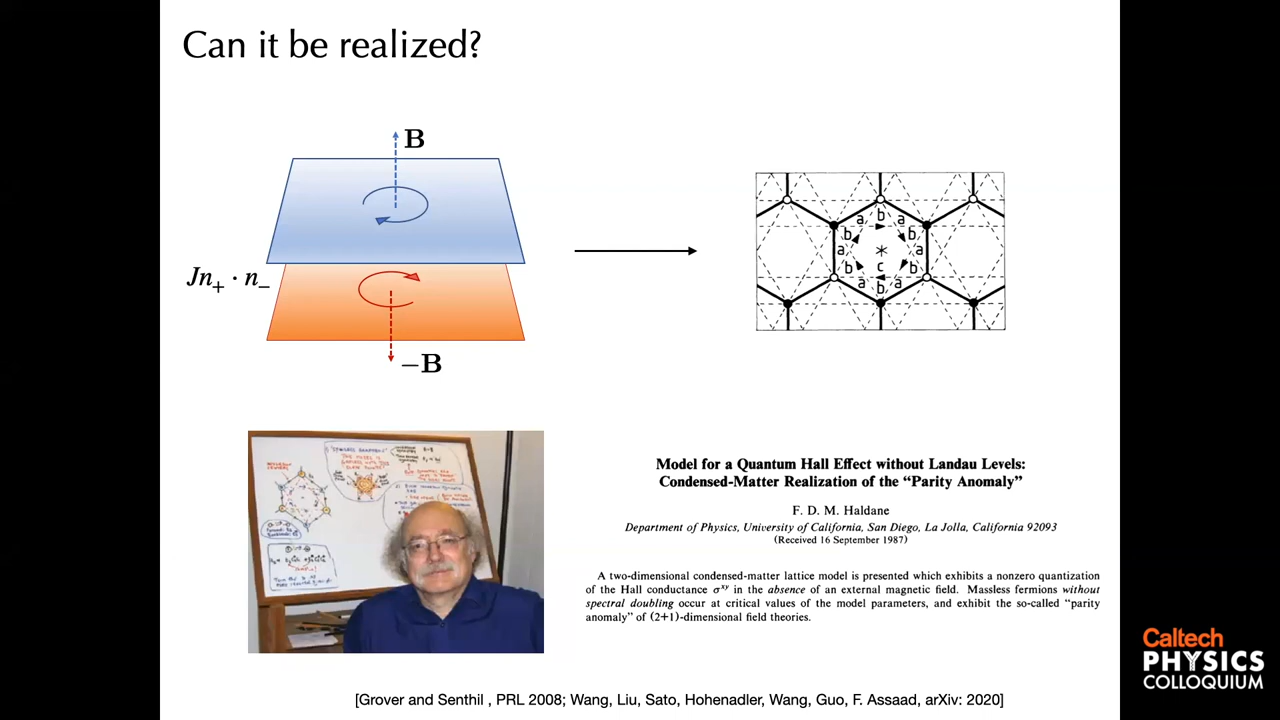 Can it be realized?
B
Jn₊ · n₋
−B
a b a
b b
a a
b c b
a b a
Model for a Quantum Hall Effect without Landau Levels:
Condensed-Matter Realization of the “Parity Anomaly”
F. D. M. Haldane
Department of Physics, University of California, San Diego, La Jolla, California 92093
(Received 16 September 1987)
A two-dimensional condensed-matter lattice model is presented which exhibits a nonzero quantization
of the Hall conductance σˣʸ in the absence of an external magnetic field. Massless fermions without
spectral doubling occur at critical values of the model parameters, and exhibit the so-called “parity
anomaly” of (2+1)-dimensional field theories.
[Grover and Senthil , PRL 2008; Wang, Liu, Sato, Hohenadler, Wang, Guo, F. Assaad, arXiv: 2020]
Caltech
PHYSICS
COLLOQUIUM